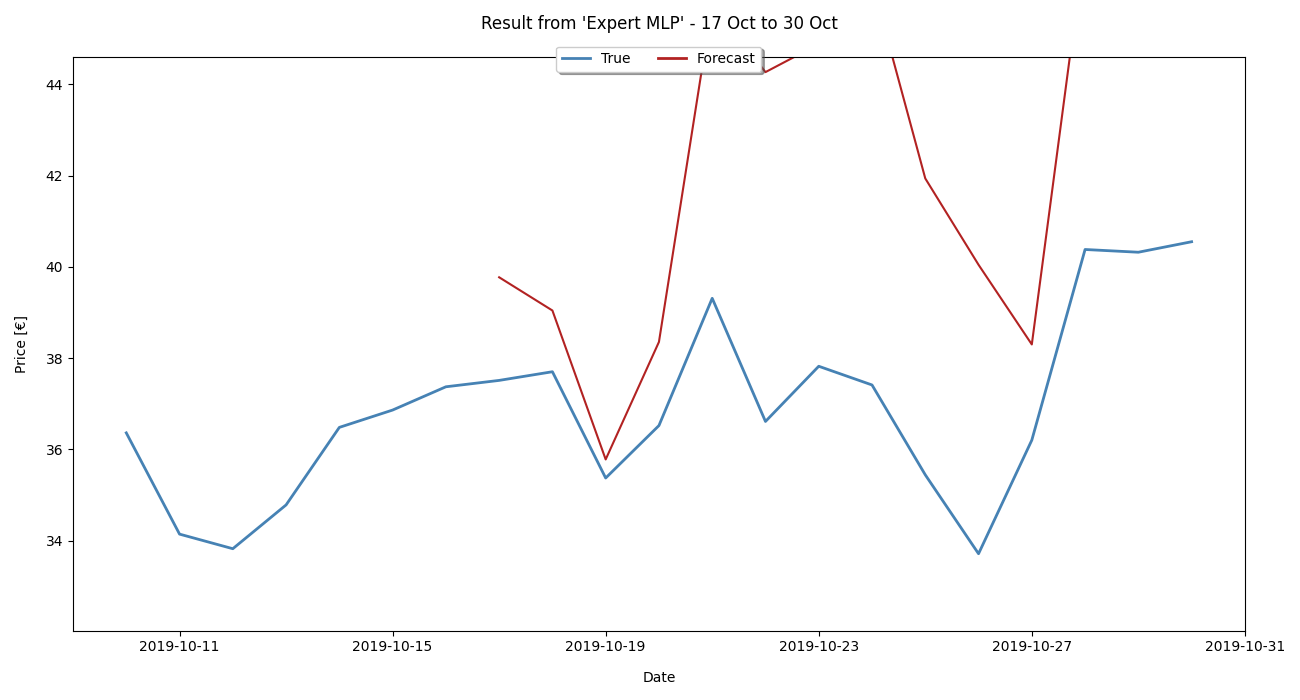 Result from 'Expert MLP' - 17 Oct to 30 Oct
True Forecast
44
42
40
38
36
34
Price [€]
2019-10-11 2019-10-15 2019-10-19 2019-10-23 2019-10-27 2019-10-31
Date